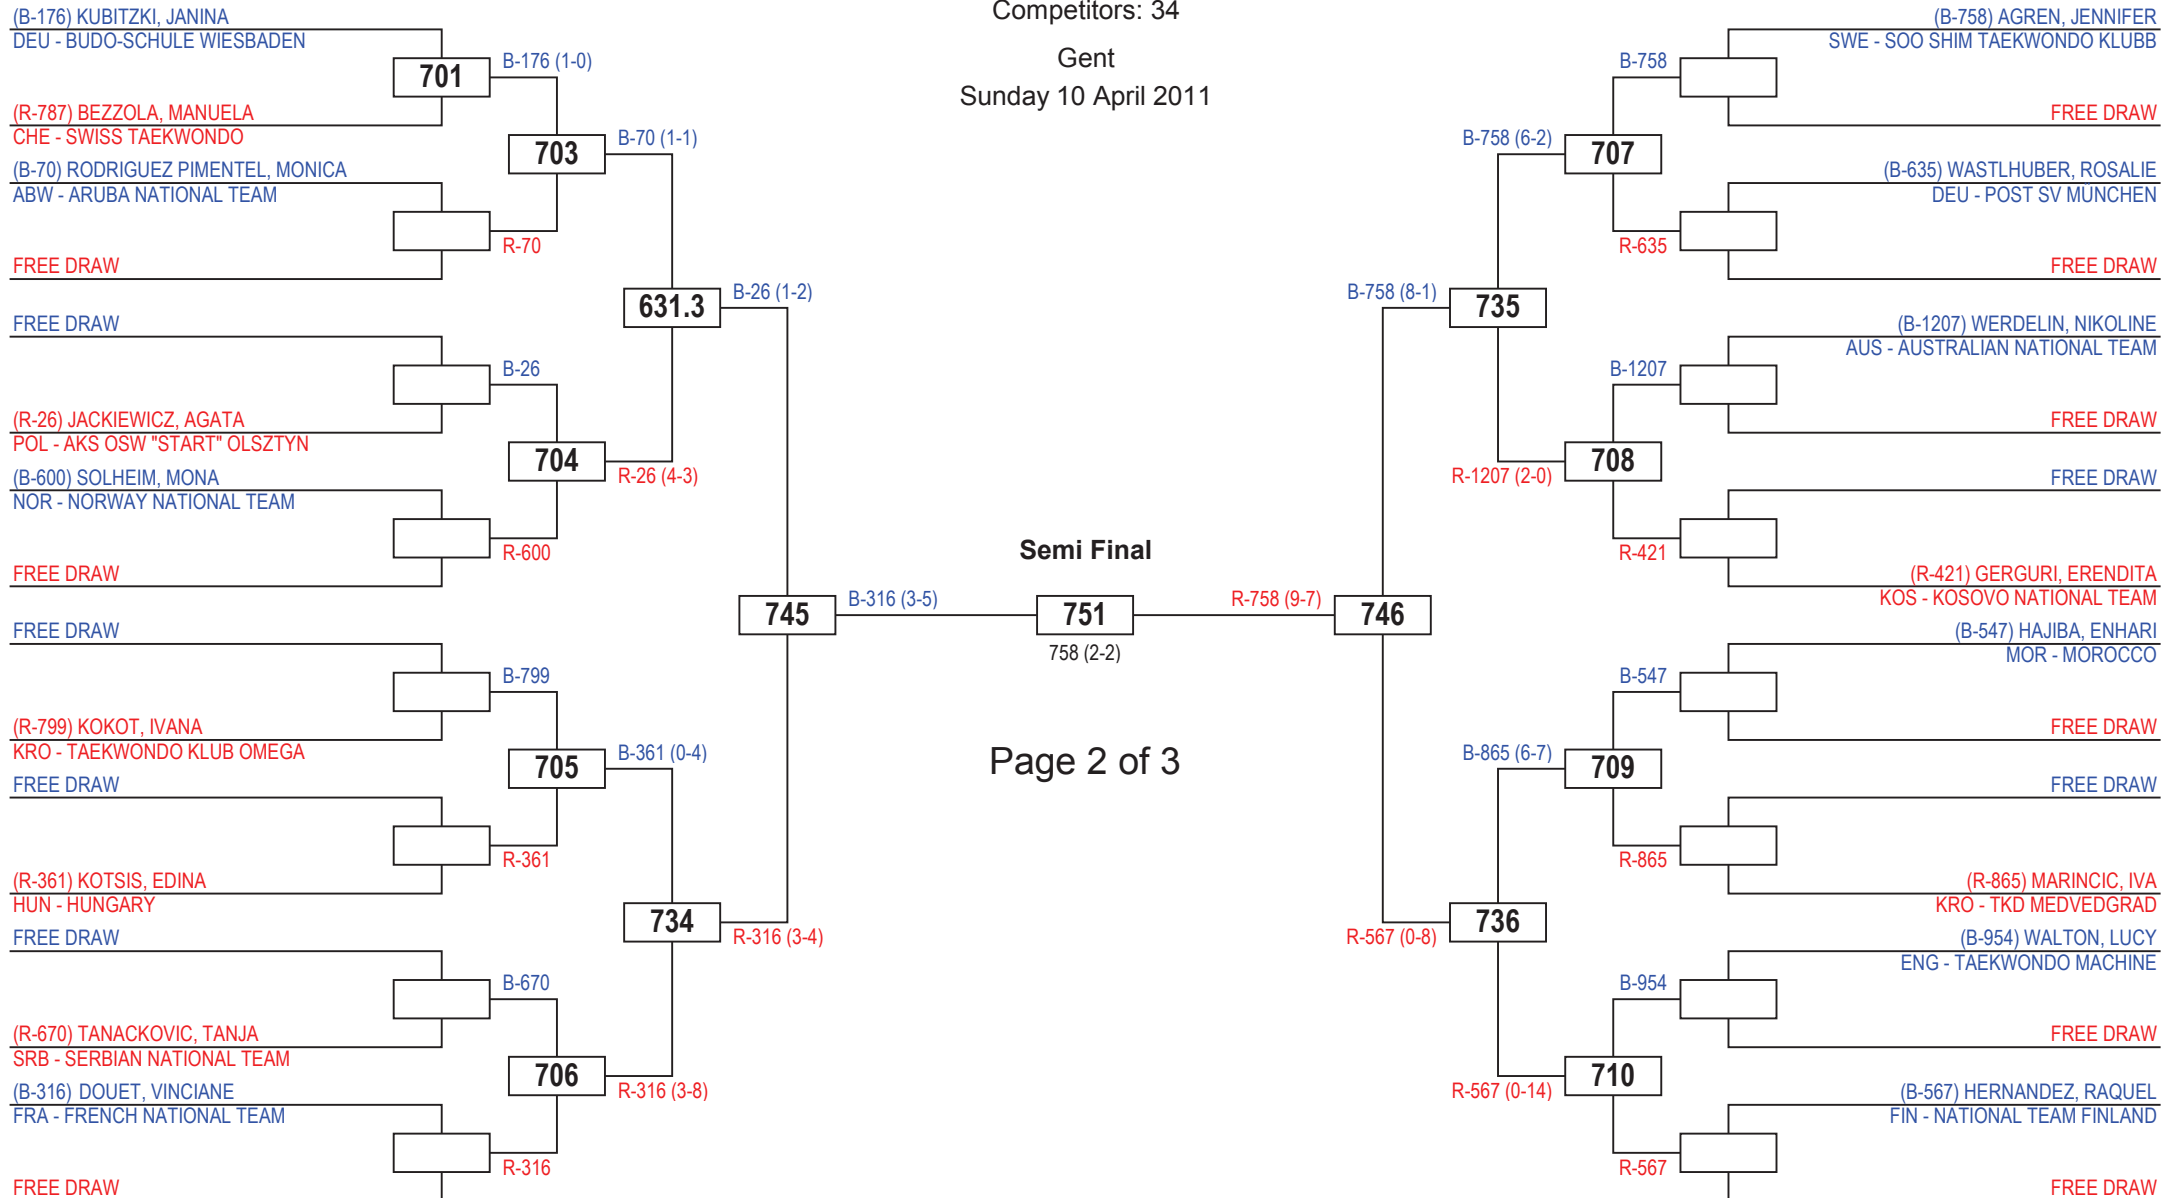 Competitors: 34
Gent
Sunday 10 April 2011
(B-176) KUBITZKI, JANINA
DEU - BUDO-SCHULE WIESBADEN
701
B-176 (1-0)
(R-787) BEZZOLA, MANUELA
CHE - SWISS TAEKWONDO
703
B-70 (1-1)
(B-70) RODRIGUEZ PIMENTEL, MONICA
ABW - ARUBA NATIONAL TEAM
R-70
FREE DRAW
631.3
B-26 (1-2)
FREE DRAW
B-26
(R-26) JACKIEWICZ, AGATA
POL - AKS OSW "START" OLSZTYN
704
R-26 (4-3)
(B-600) SOLHEIM, MONA
NOR - NORWAY NATIONAL TEAM
R-600
FREE DRAW
745
B-316 (3-5)
FREE DRAW
B-799
(R-799) KOKOT, IVANA
KRO - TAEKWONDO KLUB OMEGA
705
B-361 (0-4)
FREE DRAW
R-361
(R-361) KOTSIS, EDINA
HUN - HUNGARY
734
R-316 (3-4)
FREE DRAW
B-670
(R-670) TANACKOVIC, TANJA
SRB - SERBIAN NATIONAL TEAM
706
R-316 (3-8)
(B-316) DOUET, VINCIANE
FRA - FRENCH NATIONAL TEAM
R-316
FREE DRAW
Semi Final
751
758 (2-2)
Page 2 of 3
(B-758) AGREN, JENNIFER
SWE - SOO SHIM TAEKWONDO KLUBB
B-758
FREE DRAW
B-758 (6-2)
707
(B-635) WASTLHUBER, ROSALIE
DEU - POST SV MÜNCHEN
R-635
FREE DRAW
B-758 (8-1)
735
(B-1207) WERDELIN, NIKOLINE
AUS - AUSTRALIAN NATIONAL TEAM
B-1207
FREE DRAW
R-1207 (2-0)
708
FREE DRAW
R-421
(R-421) GERGURI, ERENDITA
KOS - KOSOVO NATIONAL TEAM
R-758 (9-7)
746
(B-547) HAJIBA, ENHARI
MOR - MOROCCO
B-547
FREE DRAW
B-865 (6-7)
709
FREE DRAW
R-865
(R-865) MARINCIC, IVA
KRO - TKD MEDVEDGRAD
R-567 (0-8)
736
(B-954) WALTON, LUCY
ENG - TAEKWONDO MACHINE
B-954
FREE DRAW
R-567 (0-14)
710
(B-567) HERNANDEZ, RAQUEL
FIN - NATIONAL TEAM FINLAND
R-567
FREE DRAW